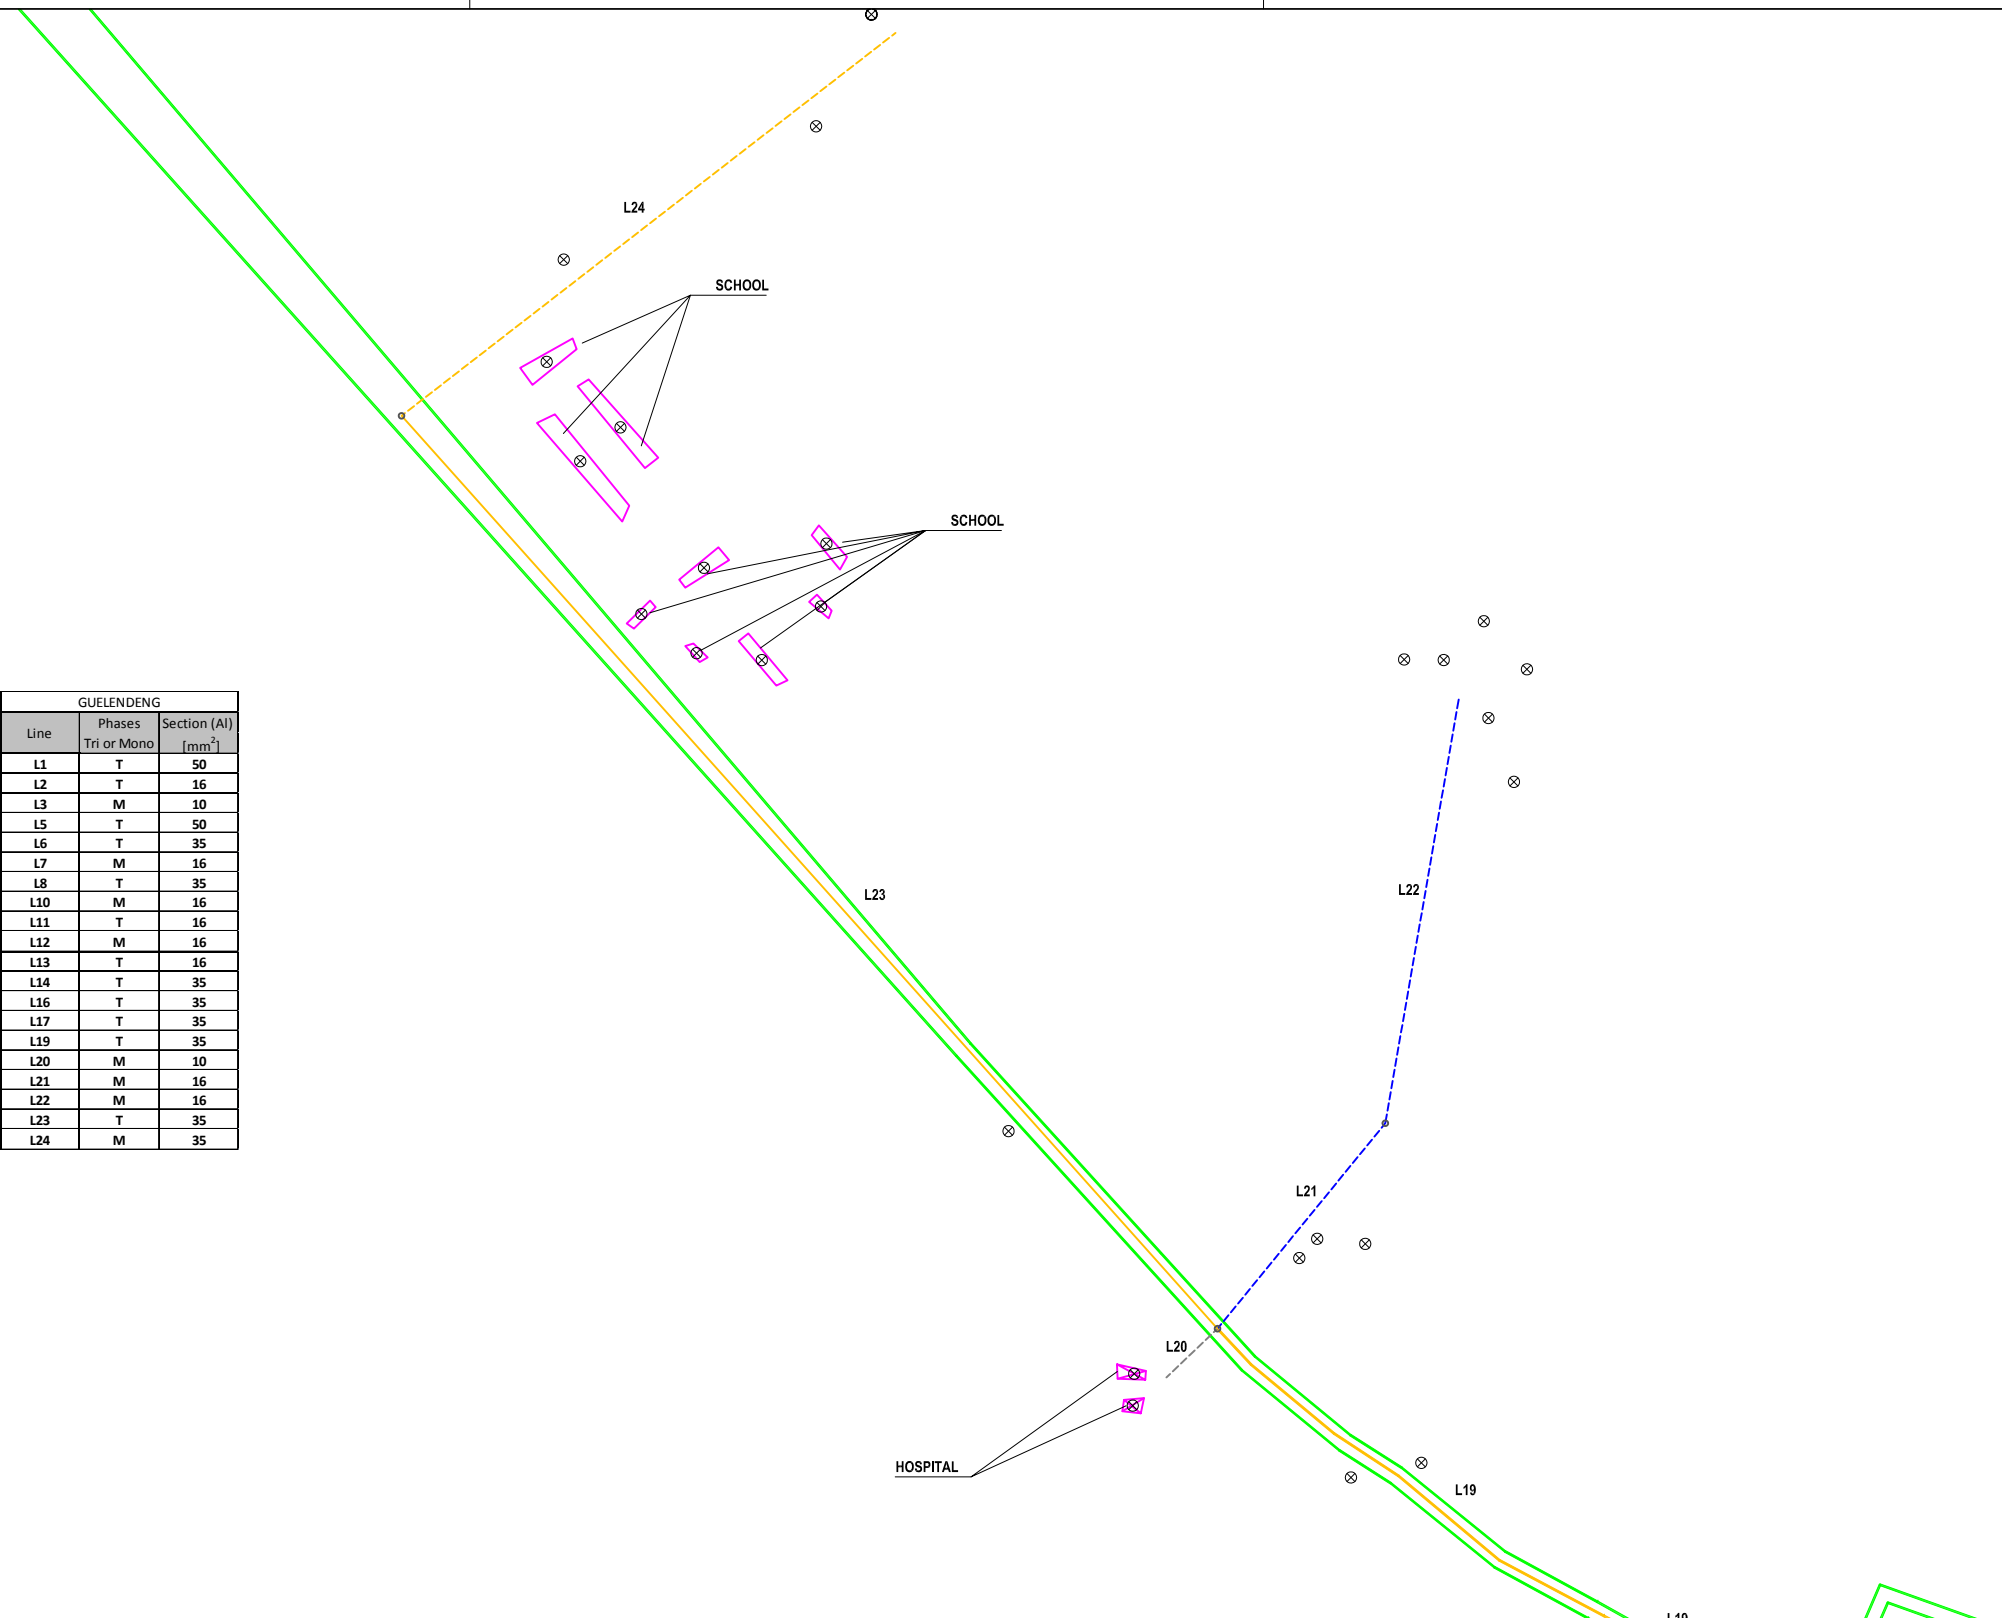 L24
SCHOOL
SCHOOL
GUELENDENG
Line Phases Tri or Mono Section (Al) [mm²]
L1 T 50
L2 T 16
L3 M 10
L5 T 50
L6 T 35
L7 M 16
L8 T 35
L10 M 16
L11 T 16
L12 M 16
L13 T 16
L14 T 35
L16 T 35
L17 T 35
L19 T 35
L20 M 10
L21 M 16
L22 M 16
L23 T 35
L24 M 35
L23
L22
L21
L20
HOSPITAL
L19
L19